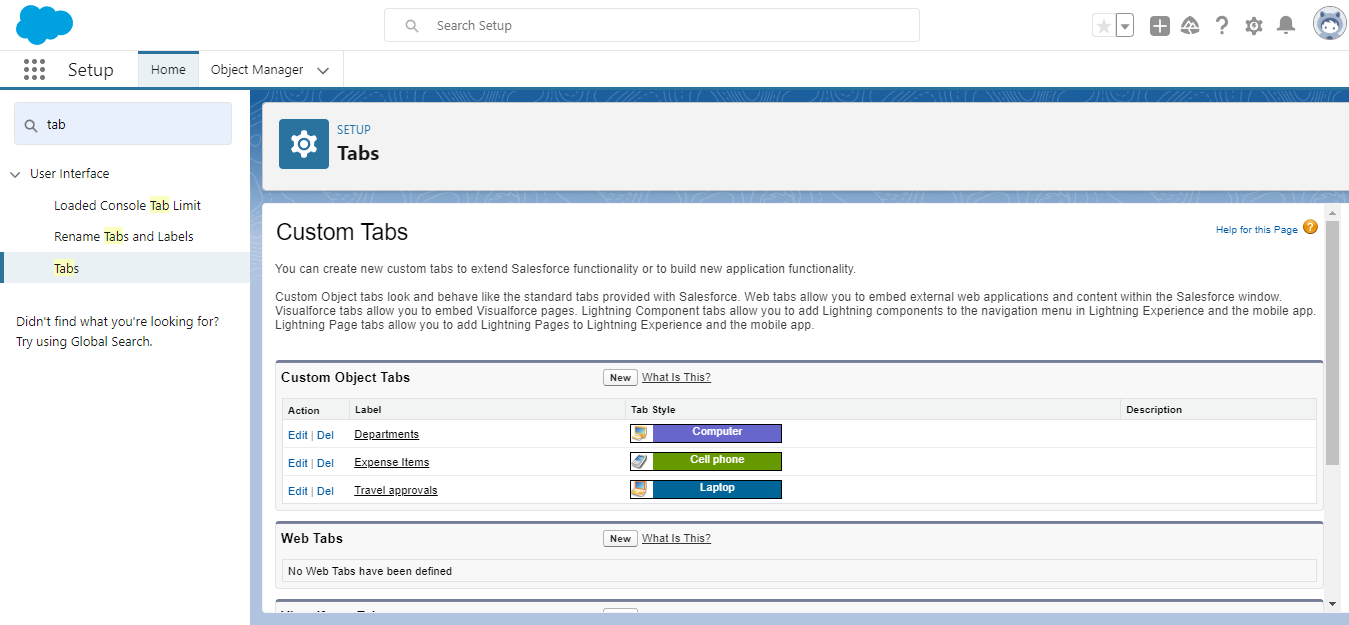 Search Setup
Setup
Home
Object Manager
tab
User Interface
Loaded Console Tab Limit
Rename Tabs and Labels
Tabs
Didn't find what you're looking for?
Try using Global Search.
SETUP
Tabs
Custom Tabs
Help for this Page ?
You can create new custom tabs to extend Salesforce functionality or to build new application functionality.
Custom Object tabs look and behave like the standard tabs provided with Salesforce. Web tabs allow you to embed external web applications and content within the Salesforce window.
Visualforce tabs allow you to embed Visualforce pages. Lightning Component tabs allow you to add Lightning components to the navigation menu in Lightning Experience and the mobile app.
Lightning Page tabs allow you to add Lightning Pages to Lightning Experience and the mobile app.
Custom Object Tabs New What Is This?
Action Label Tab Style Description
Edit | Del Departments Computer
Edit | Del Expense Items Cell phone
Edit | Del Travel approvals Laptop
Web Tabs New What Is This?
No Web Tabs have been defined